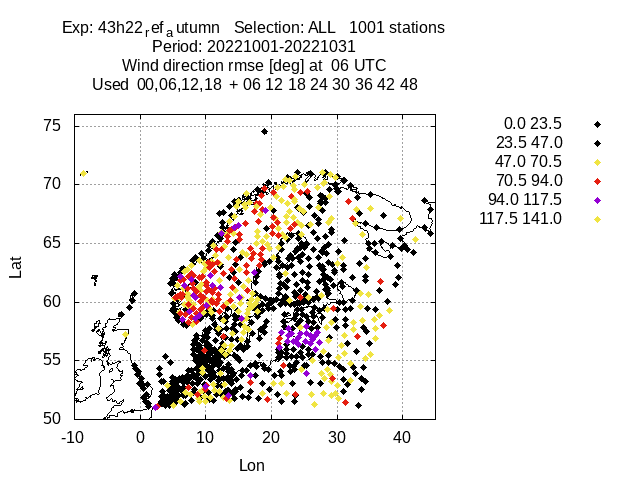 Exp: 43h22refautumn Selection: ALL 1001 stations
Period: 20221001-20221031
Wind direction rmse [deg] at 06 UTC
Used 00,06,12,18 + 06 12 18 24 30 36 42 48
0.0 23.5
23.5 47.0
47.0 70.5
70.5 94.0
94.0 117.5
117.5 141.0
75
70
65
60
55
50
Lat
-10 0 10 20 30 40
Lon